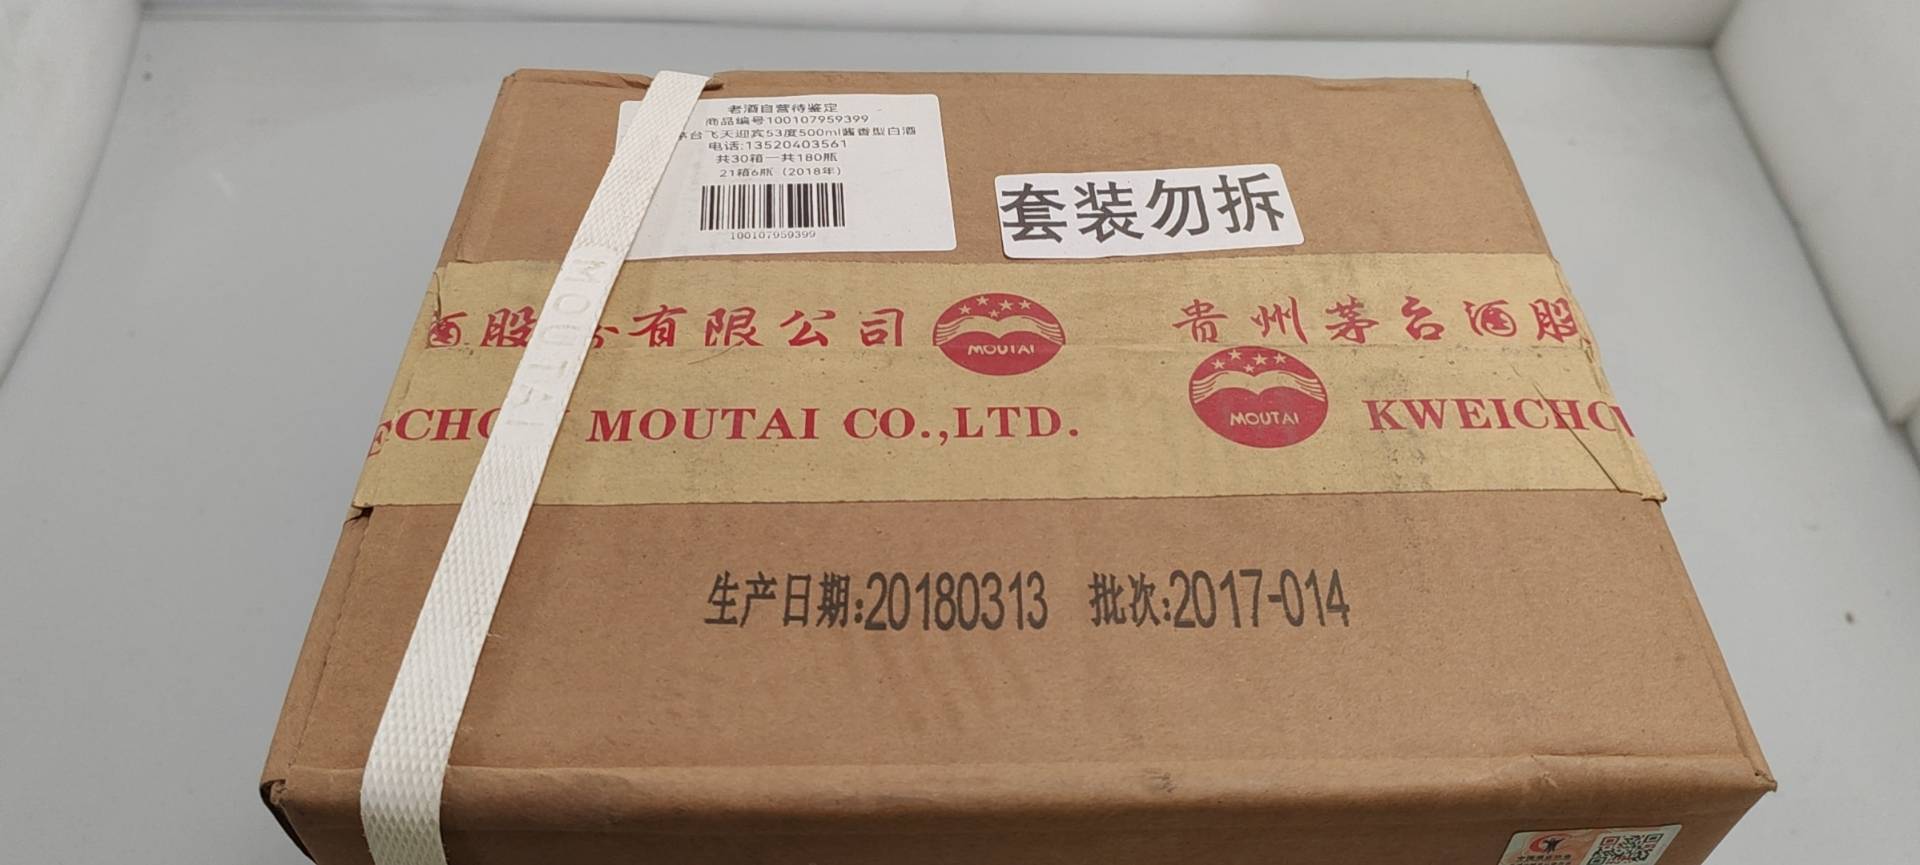 老酒自营待鉴定
商品编号100107959399
茅台飞天迎宾53度500ml酱香型白酒
电话:13520403561
共30箱一共180瓶
21箱6瓶（2018年）
100107959399
套装勿拆
MOUTAI
酒股份有限公司
MOUTAI
贵州茅台酒股
ECHOW MOUTAI CO.,LTD.
MOUTAI
KWEICHOW
生产日期:20180313 批次:2017-014